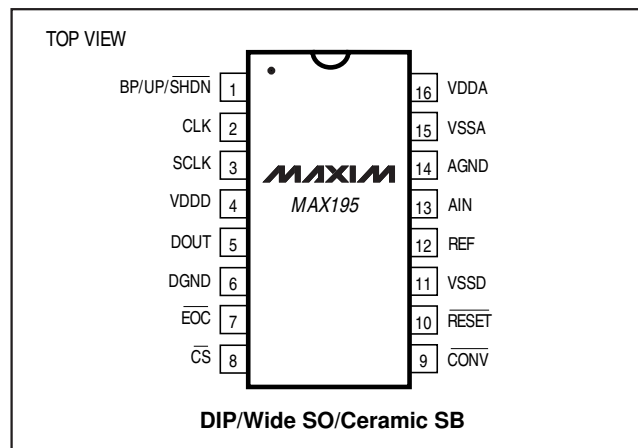 TOP VIEW
BP/UP/SHDN 1
CLK 2
SCLK 3
VDDD 4
DOUT 5
DGND 6
EOC 7
CS 8
MAXIM
MAX195
16 VDDA
15 VSSA
14 AGND
13 AIN
12 REF
11 VSSD
10 RESET
9 CONV
DIP/Wide SO/Ceramic SB